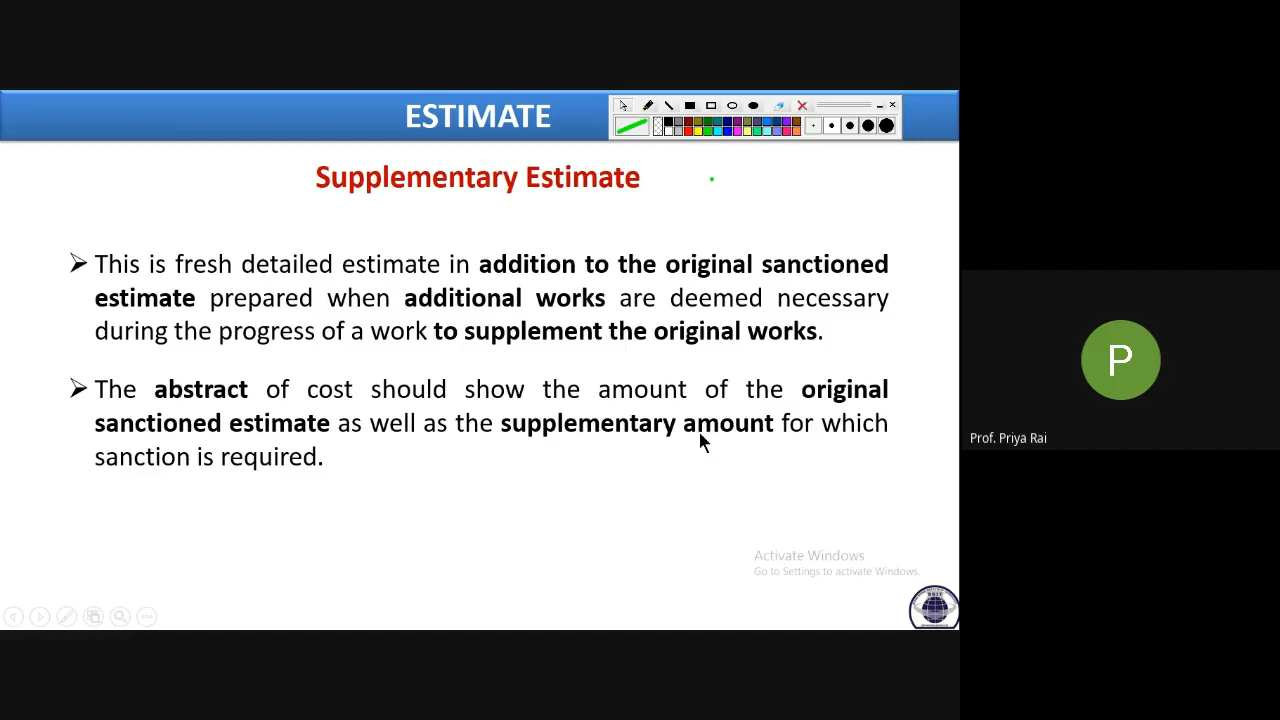 ESTIMATE
Supplementary Estimate
➢ This is fresh detailed estimate in addition to the original sanctioned
estimate prepared when additional works are deemed necessary
during the progress of a work to supplement the original works.
➢ The abstract of cost should show the amount of the original
sanctioned estimate as well as the supplementary amount for which
sanction is required.
Activate Windows
Go to Settings to activate Windows.
P
Prof. Priya Rai